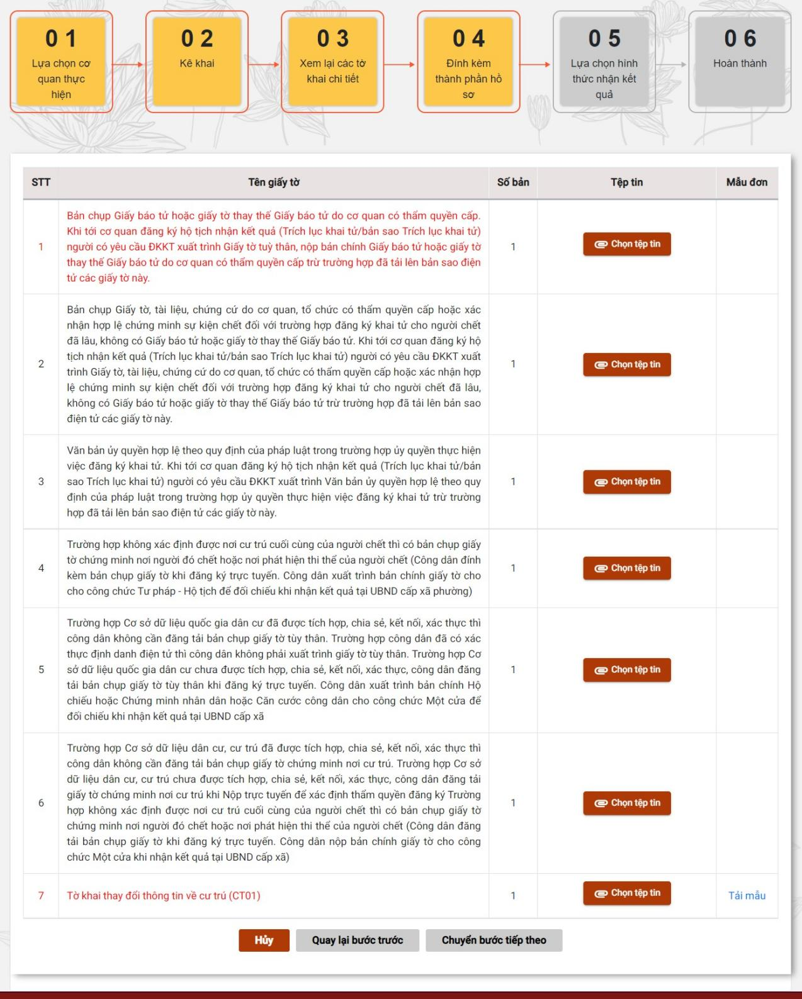 01
Lựa chọn cơ
quan thực
hiện
02
Kê khai
03
Xem lại các tờ
khai chi tiết
04
Đính kèm
thành phần hồ
sơ
05
Lựa chọn hình
thức nhận kết
quả
06
Hoàn thành
STT Tên giấy tờ Số bản Tệp tin Mẫu đơn
Bản chụp Giấy báo tử hoặc giấy tờ thay thế Giấy báo tử do cơ quan có thẩm quyền cấp.
Khi tới cơ quan đăng ký hộ tịch nhận kết quả (Trích lục khai tử/bản sao Trích lục khai tử)
1 người có yêu cầu ĐKKT xuất trình Giấy tờ tuỳ thân, nộp bản chính Giấy báo tử hoặc giấy tờ 1 Chọn tệp tin
thay thế Giấy báo tử do cơ quan có thẩm quyền cấp trừ trường hợp đã tải lên bản sao điện
tử các giấy tờ này.
Bản chụp Giấy tờ, tài liệu, chứng cứ do cơ quan, tổ chức có thẩm quyền cấp hoặc xác
nhận hợp lệ chứng minh sự kiện chết đối với trường hợp đăng ký khai tử cho người chết
đã lâu, không có Giấy báo tử hoặc giấy tờ thay thế Giấy báo tử. Khi tới cơ quan đăng ký hộ
tịch nhận kết quả (Trích lục khai tử/bản sao Trích lục khai tử) người có yêu cầu ĐKKT xuất
2 trình Giấy tờ, tài liệu, chứng cứ do cơ quan, tổ chức có thẩm quyền cấp hoặc xác nhận hợp 1 Chọn tệp tin
lệ chứng minh sự kiện chết đối với trường hợp đăng ký khai tử cho người chết đã lâu,
không có Giấy báo tử hoặc giấy tờ thay thế Giấy báo tử trừ trường hợp đã tải lên bản sao
điện tử các giấy tờ này.
Văn bản ủy quyền hợp lệ theo quy định của pháp luật trong trường hợp ủy quyền thực hiện
việc đăng ký khai tử. Khi tới cơ quan đăng ký hộ tịch nhận kết quả (Trích lục khai tử/bản
3 sao Trích lục khai tử) người có yêu cầu ĐKKT xuất trình Văn bản ủy quyền hợp lệ theo quy 1 Chọn tệp tin
định của pháp luật trong trường hợp ủy quyền thực hiện việc đăng ký khai tử trừ trường
hợp đã tải lên bản sao điện tử các giấy tờ này.
Trường hợp không xác định được nơi cư trú cuối cùng của người chết thì có bản chụp giấy
tờ chứng minh nơi người đó chết hoặc nơi phát hiện thi thể của người chết (Công dân đính
4 kèm bản chụp giấy tờ khi đăng ký trực tuyến. Công dân xuất trình bản chính giấy tờ cho 1 Chọn tệp tin
cho công chức Tư pháp - Hộ tịch để đối chiếu khi nhận kết quả tại UBND cấp xã phường)
Trường hợp Cơ sở dữ liệu quốc gia dân cư đã được tích hợp, chia sẻ, kết nối, xác thực thì
công dân không cần đăng tải bản chụp giấy tờ tùy thân. Trường hợp công dân đã có xác
thực định danh điện tử thì công dân không phải xuất trình giấy tờ tùy thân. Trường hợp Cơ
5 sở dữ liệu quốc gia dân cư chưa được tích hợp, chia sẻ, kết nối, xác thực, công dân đăng 1 Chọn tệp tin
tải bản chụp giấy tờ tùy thân khi đăng ký trực tuyến. Công dân xuất trình bản chính Hộ
chiếu hoặc Chứng minh nhân dân hoặc Căn cước công dân cho công chức Một cửa để
đối chiếu khi nhận kết quả tại UBND cấp xã
Trường hợp Cơ sở dữ liệu dân cư, cư trú đã được tích hợp, chia sẻ, kết nối, xác thực thì
công dân không cần đăng tải bản chụp giấy tờ chứng minh nơi cư trú. Trường hợp Cơ sở
dữ liệu dân cư, cư trú chưa được tích hợp, chia sẻ, kết nối, xác thực, công dân đăng tải
giấy tờ chứng minh nơi cư trú khi Nộp trực tuyến để xác định thẩm quyền đăng ký Trường
6 hợp không xác định được nơi cư trú cuối cùng của người chết thì có bản chụp giấy tờ 1 Chọn tệp tin
chứng minh nơi người đó chết hoặc nơi phát hiện thi thể của người chết (Công dân đăng
tải bản chụp giấy tờ khi đăng ký trực tuyến. Công dân nộp bản chính giấy tờ cho công
chức Một cửa khi nhận kết quả tại UBND cấp xã)
7 Tờ khai thay đổi thông tin về cư trú (CT01) 1 Chọn tệp tin Tải mẫu
Hủy Quay lại bước trước Chuyển bước tiếp theo